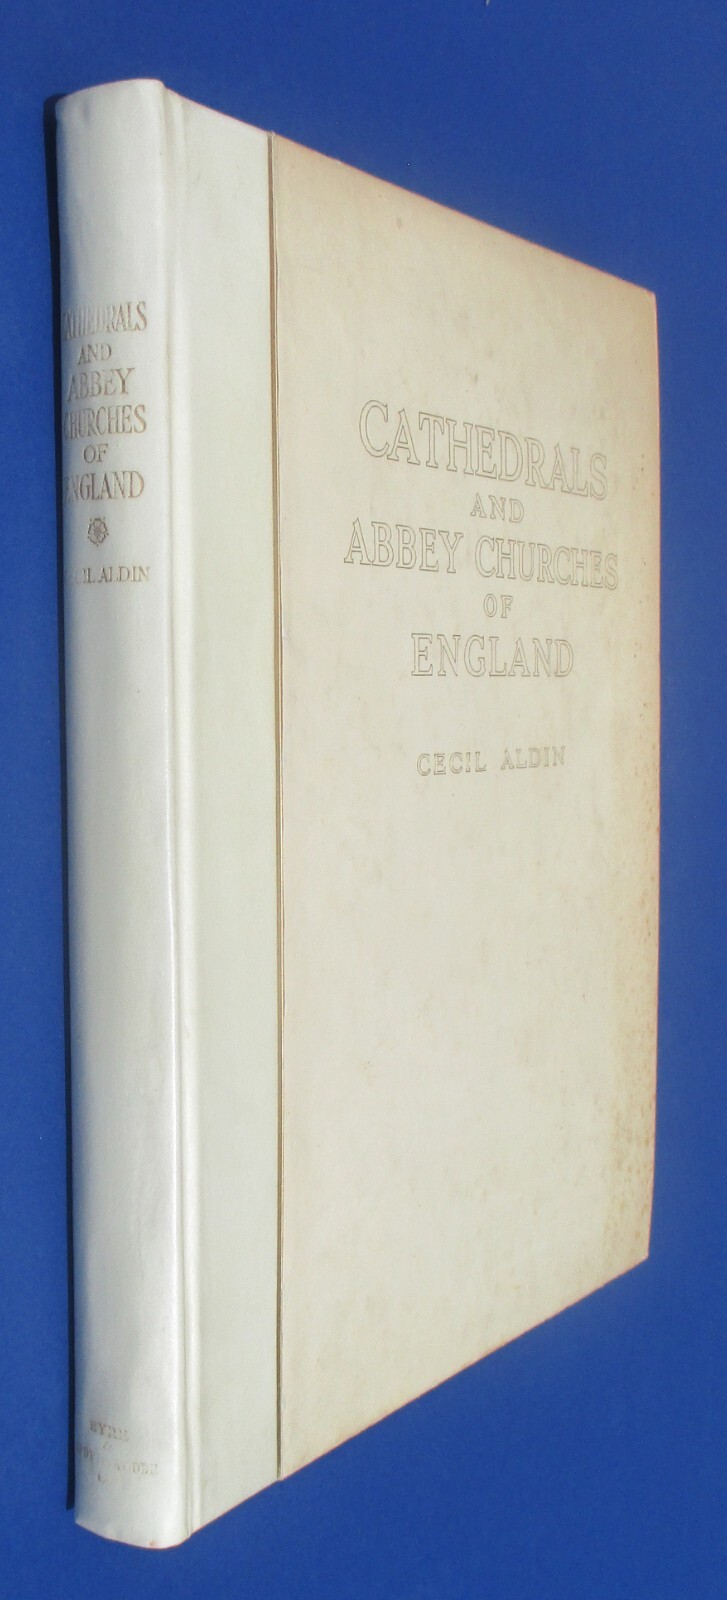 CATHEDRALS
AND
ABBEY
CHURCHES
OF
ENGLAND
CECIL ALDIN
EYRE
&
CATHEDRALS
AND
ABBEY CHURCHES
OF
ENGLAND
CECIL ALDIN